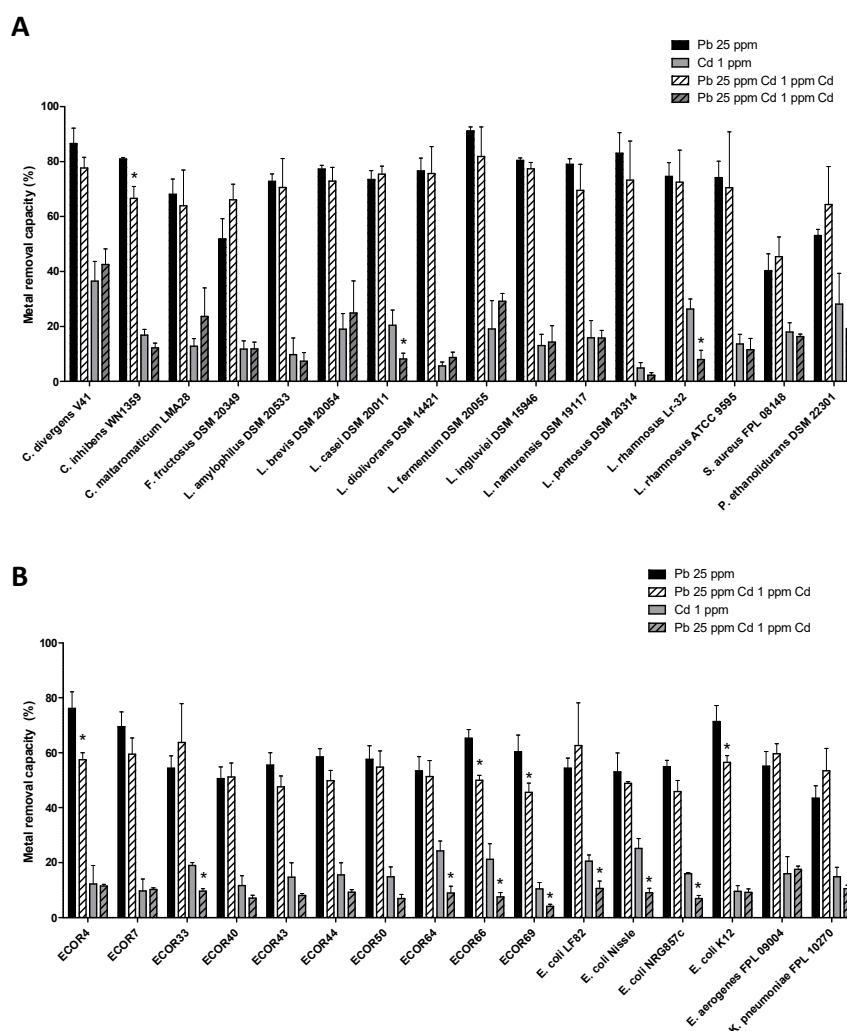 A
Pb 25 ppm
Cd 1 ppm
Pb 25 ppm Cd 1 ppm Cd
Pb 25 ppm Cd 1 ppm Cd
Metal removal capacity (%)
100
80
60
40
20
0
*
*
*
C. divergens V41
C. inhibens WN1359
C. maltaromaticum LMA28
F. fructosus DSM 20349
L. amylophilus DSM 20533
L. brevis DSM 20054
L. casei DSM 20011
L. diolivorans DSM 14421
L. fermentum DSM 20055
L. ingluviei DSM 15946
L. namurensis DSM 19117
L. pentosus DSM 20314
L. rhamnosus Lr-32
L. rhamnosus ATCC 9595
S. aureus FPL 08148
P. ethanolidurans DSM 22301
B
Pb 25 ppm
Pb 25 ppm Cd 1 ppm Cd
Cd 1 ppm
Pb 25 ppm Cd 1 ppm Cd
Metal removal capacity (%)
100
80
60
40
20
0
*
*
*
*
*
*
*
*
*
*
*
ECOR4
ECOR7
ECOR33
ECOR40
ECOR43
ECOR44
ECOR50
ECOR64
ECOR66
ECOR69
E. coli LF82
E. coli Nissle
E. coli NRG857c
E. coli K12
E. aerogenes FPL 09004
K. pneumoniae FPL 10270